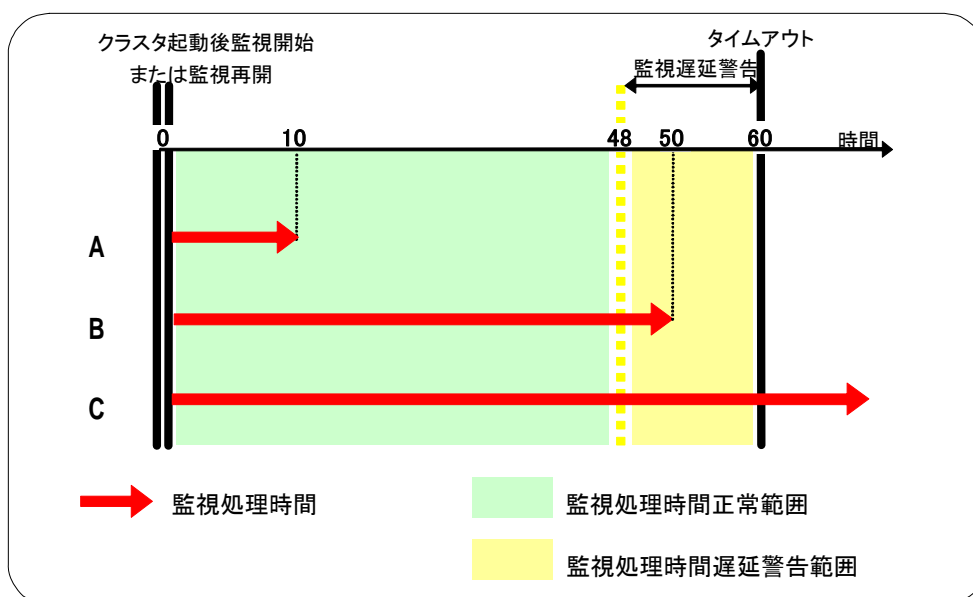 クラスタ起動後監視開始
または監視再開
タイムアウト
監視遅延警告
0 10 48 50 60 時間
A
B
C
監視処理時間
監視処理時間正常範囲
監視処理時間遅延警告範囲